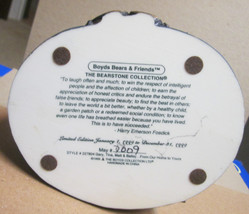 Boyds Bears & Friends™
THE BEARSTONE COLLECTION®
"To laugh often and much; to win the respect of intelligent
people and the affection of children; to earn the
appreciation of honest critics and endure the betrayal of
false friends; to appreciate beauty; to find the best in others;
to leave the world a bit better, whether by a healthy child,
a garden patch or a redeemed social condition; to know
even one life has breathed easier because you have lived.
This is to have succeeded."
- Harry Emerson Fosdick
Limited Edition January 1, 1997 to December 31, 1997
3009